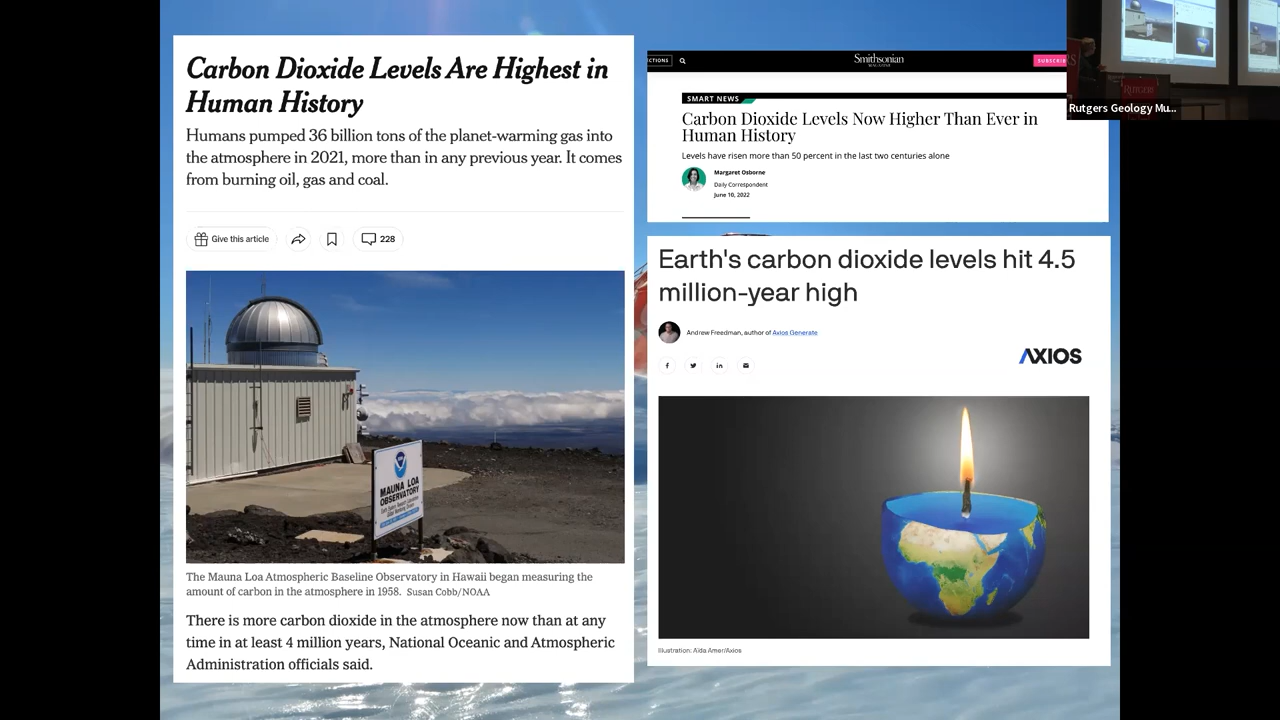 Carbon Dioxide Levels Are Highest in
Human History
Humans pumped 36 billion tons of the planet-warming gas into
the atmosphere in 2021, more than in any previous year. It comes
from burning oil, gas and coal.
Give this article
228
MAUNA LOA
OBSERVATORY
The Mauna Loa Atmospheric Baseline Observatory in Hawaii began measuring the
amount of carbon in the atmosphere in 1958. Susan Cobb/NOAA
There is more carbon dioxide in the atmosphere now than at any
time in at least 4 million years, National Oceanic and Atmospheric
Administration officials said.
CTIONS
Smithsonian
MAGAZINE
SUBSCRIB
SMART NEWS
Carbon Dioxide Levels Now Higher Than Ever in
Human History
Levels have risen more than 50 percent in the last two centuries alone
Margaret Osborne
Daily Correspondent
June 10, 2022
Earth's carbon dioxide levels hit 4.5
million-year high
Andrew Freedman, author of Axios Generate
AXIOS
Illustration: Aïda Amer/Axios
RUTGERS
Rutgers Geology Mu...